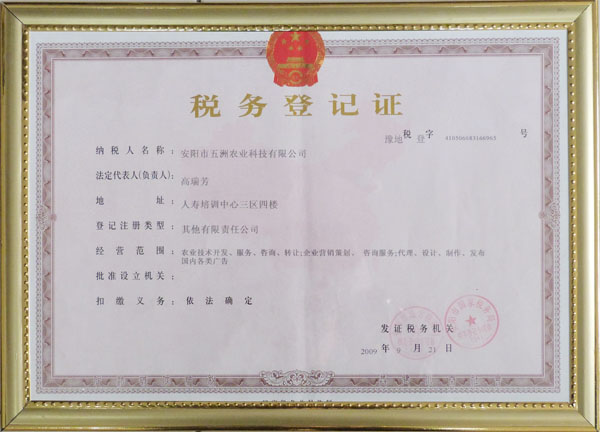 税务登记证
豫地 税 登 字 410506683166063 号
纳税人名称: 安阳市五洲农业科技有限公司
法定代表人(负责人): 高瑞芳
地址: 人寿培训中心三区四楼
登记注册类型: 其他有限责任公司
经营范围: 农业技术开发、服务、咨询、转让;企业营销策划、咨询服务;代理、设计、制作、发布
国内各类广告
批准设立机关:
扣缴义务: 依法确定
发证税务机关
2009 年 9 月 21 日